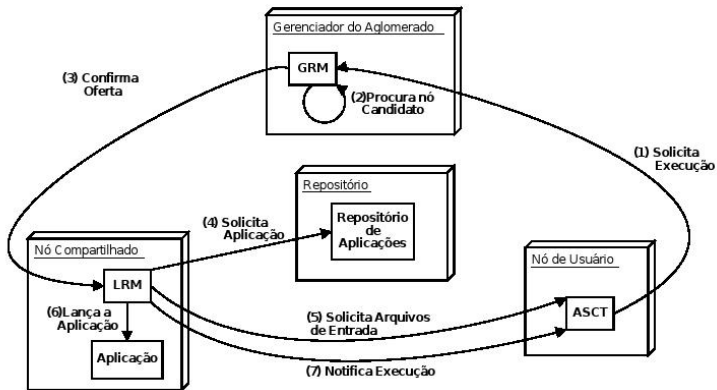 Gerenciador do Aglomerado
GRM
(2)Procura nó
Candidato
(3) Confirma
Oferta
(1) Solicita
Execução
Repositório
Repositório
de
Aplicações
(4) Solicita
Aplicação
Nó Compartilhado
LRM
(6)Lança a
Aplicação
Aplicação
Nó de Usuário
ASCT
(5) Solicita Arquivos
de Entrada
(7) Notifica Execução